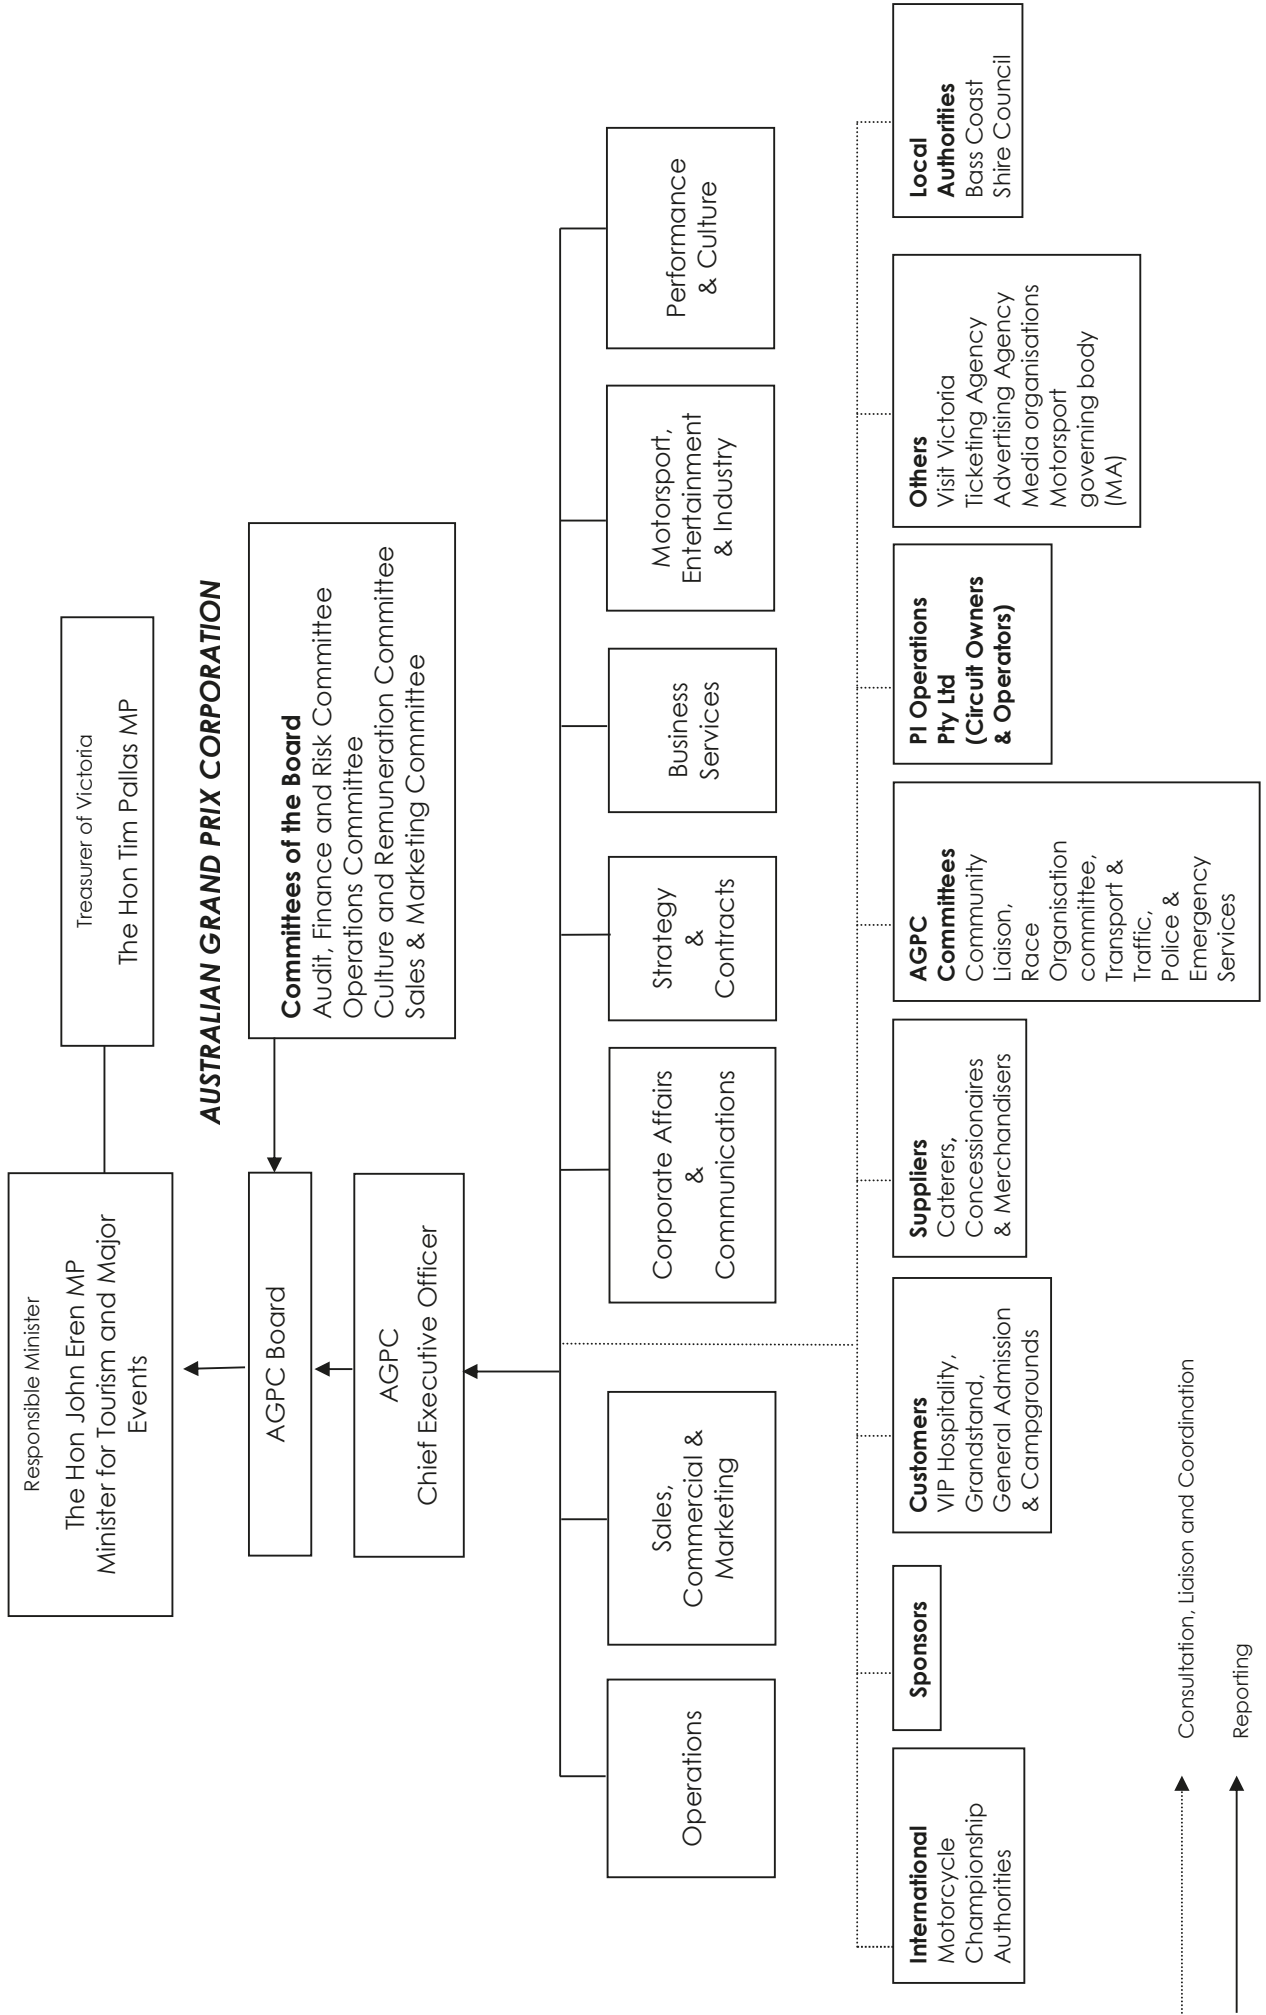 Responsible Minister
The Hon John Eren MP
Minister for Tourism and Major
Events
Treasurer of Victoria
The Hon Tim Pallas MP
AUSTRALIAN GRAND PRIX CORPORATION
AGPC Board
Committees of the Board
Audit, Finance and Risk Committee
Operations Committee
Culture and Remuneration Committee
Sales & Marketing Committee
AGPC
Chief Executive Officer
Operations
Sales,
Commercial &
Marketing
Corporate Affairs
&
Communications
Strategy
&
Contracts
Business
Services
Motorsport,
Entertainment
& Industry
Performance
& Culture
International
Motorcycle
Championship
Authorities
Sponsors
Customers
VIP Hospitality,
Grandstand,
General Admission
& Campgrounds
Suppliers
Caterers,
Concessionaires
& Merchandisers
AGPC
Committees
Community
Liaison,
Race
Organisation
committee,
Transport &
Traffic,
Police &
Emergency
Services
PI Operations
Pty Ltd
(Circuit Owners
& Operators)
Others
Visit Victoria
Ticketing Agency
Advertising Agency
Media organisations
Motorsport
governing body
(MA)
Local
Authorities
Bass Coast
Shire Council
Consultation, Liaison and Coordination
Reporting